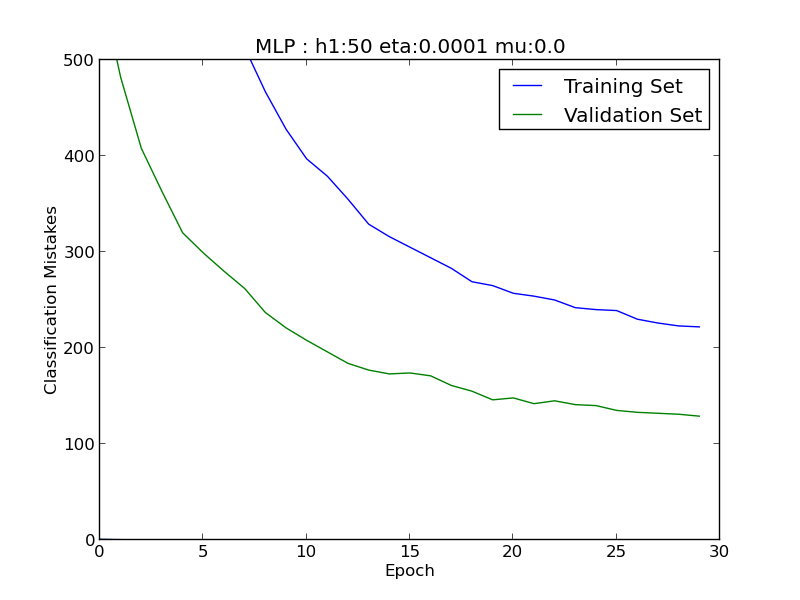 MLP : h1:50 eta:0.0001 mu:0.0
Training Set
Validation Set
500
400
300
200
100
0
Classification Mistakes
0 5 10 15 20 25 30
Epoch